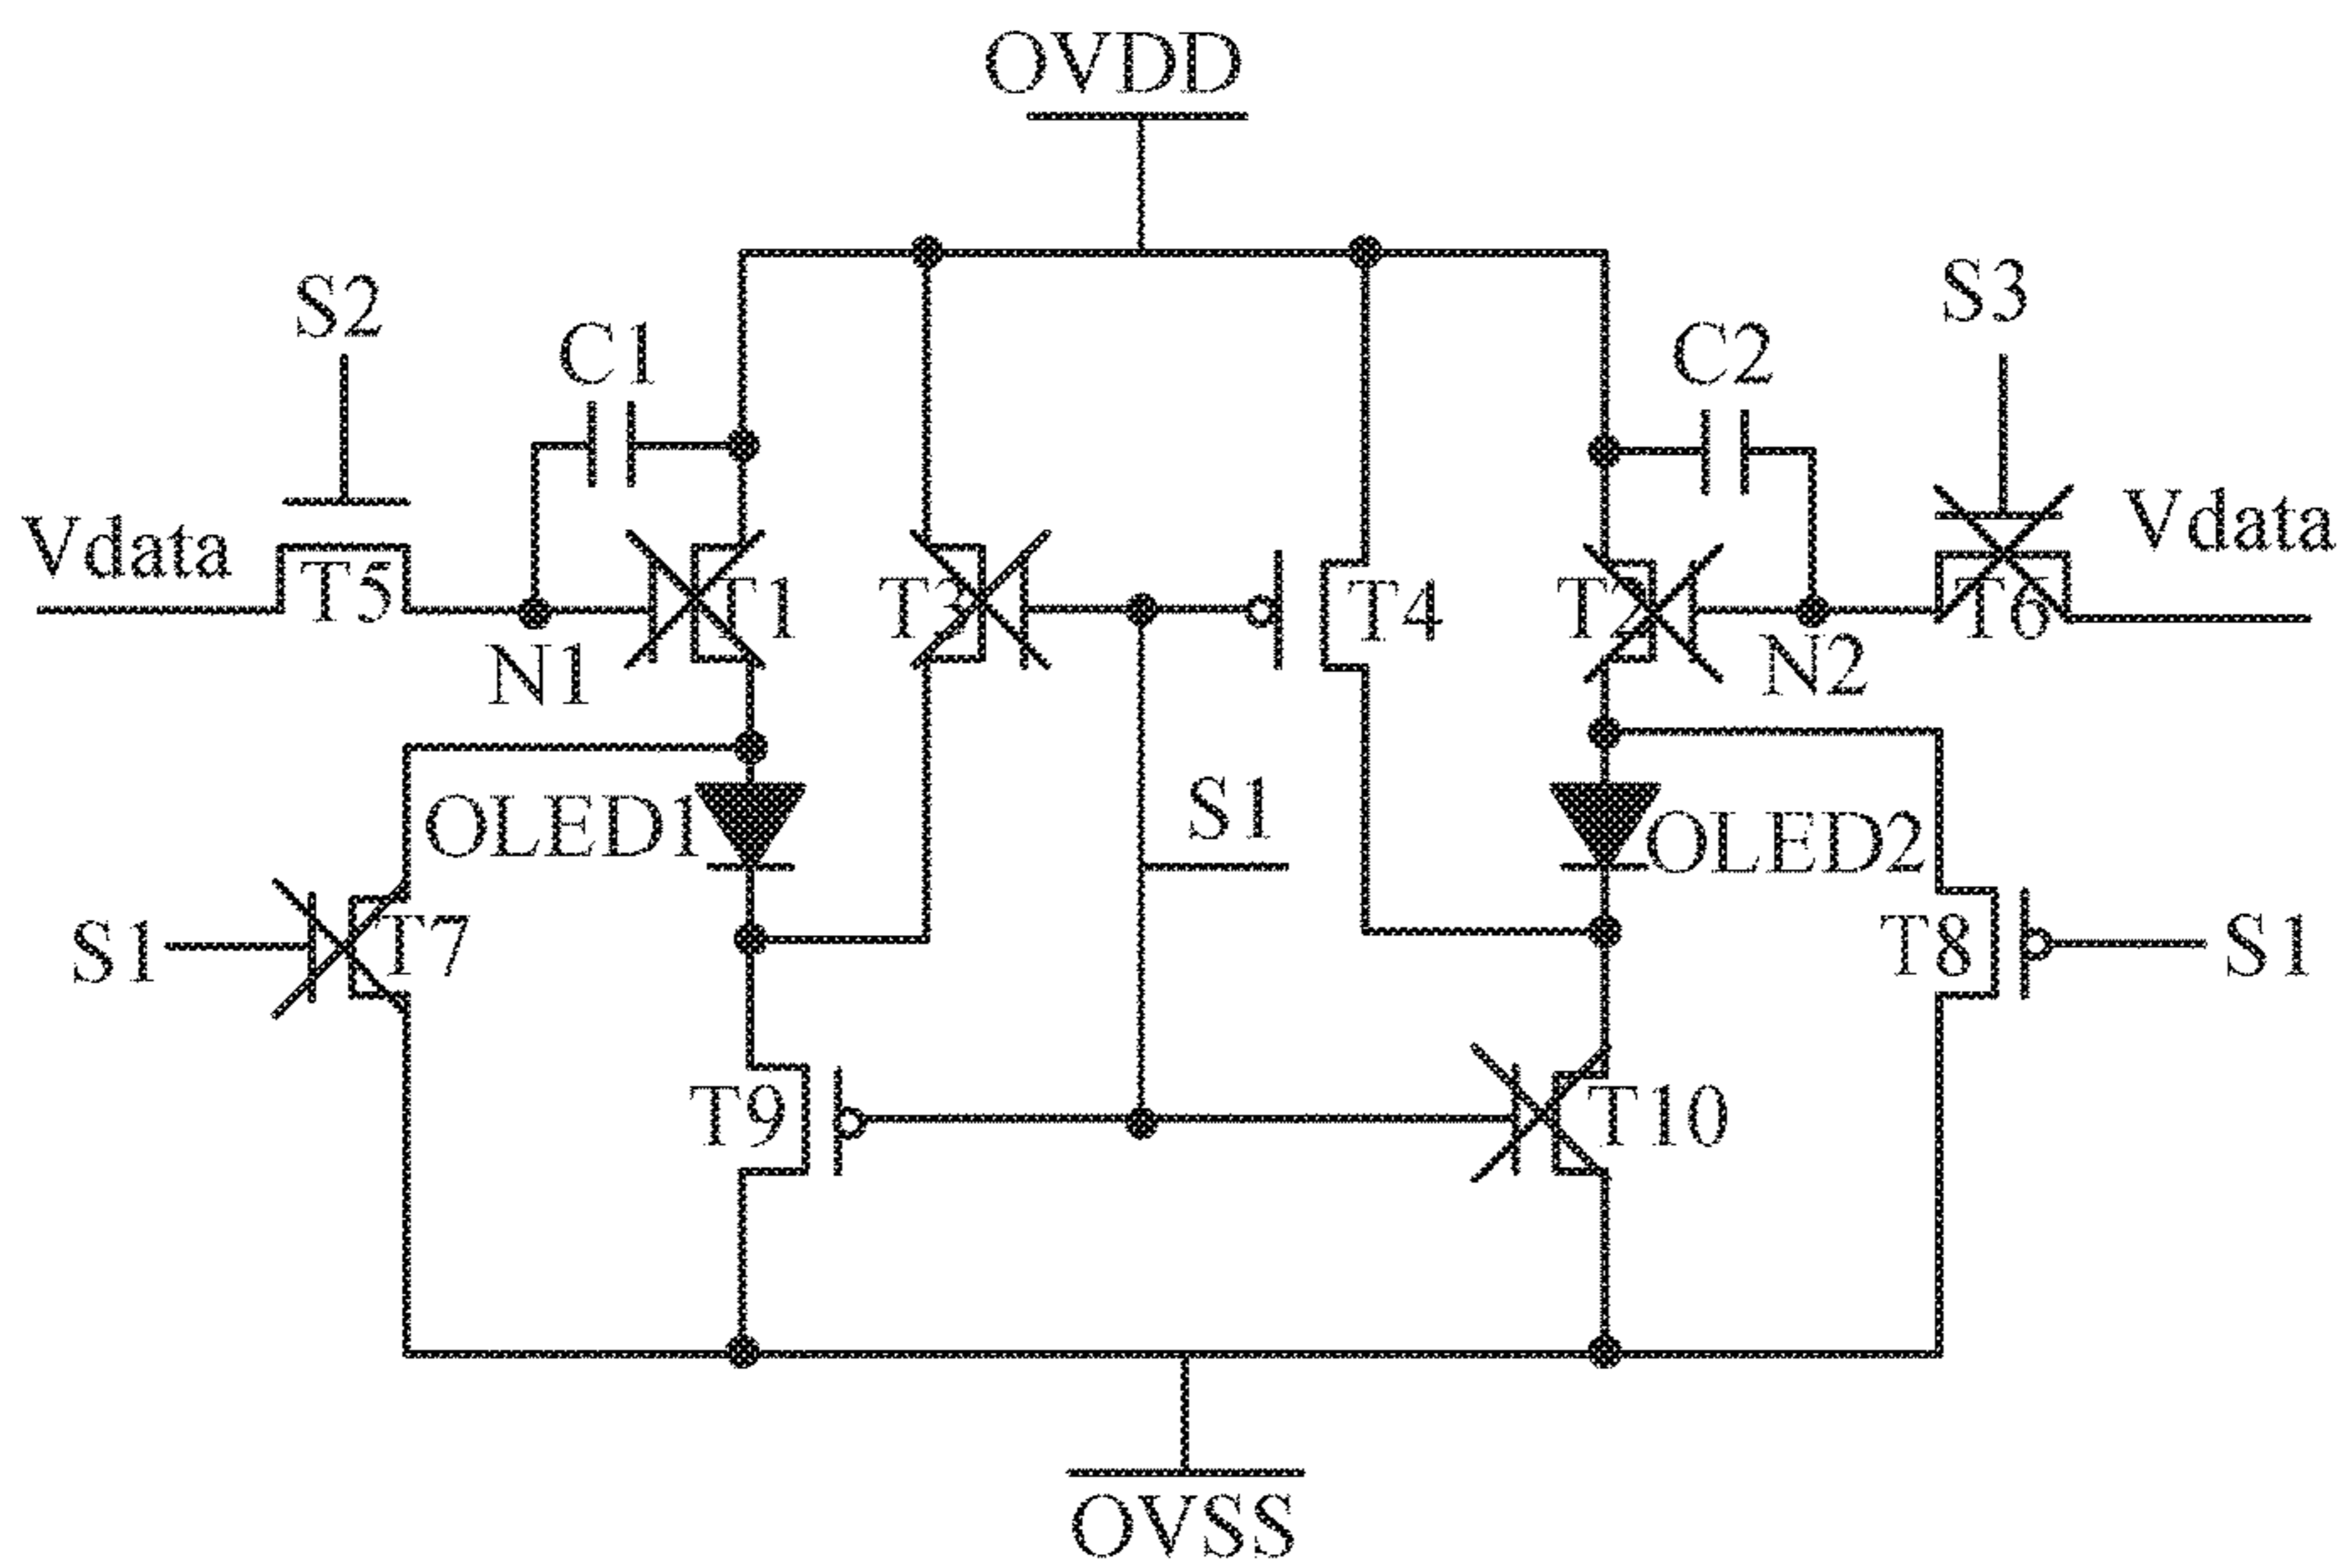 OVDD
S2
S3
C1
C2
Vdata
Vdata
T5
T1
T3
T4
T2
T6
N1
N2
OLED1
S1
OLED2
S1
T7
T8
S1
T9
T10
OVSS